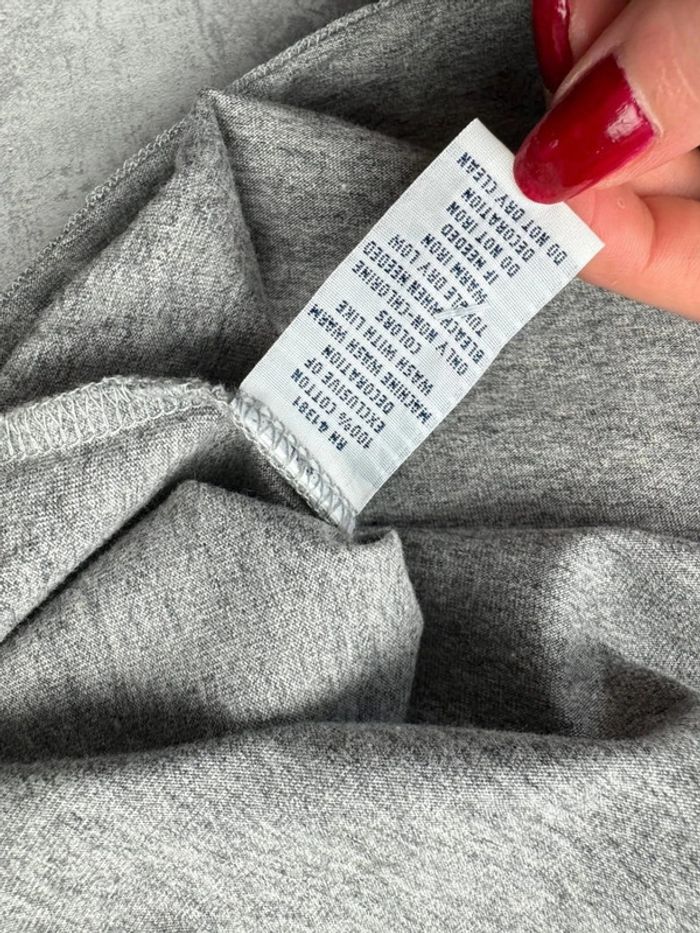 RN 41381
100% COTTON
EXCLUSIVE OF
DECORATION
MACHINE WASH WARM
WASH WITH LIKE
COLORS
ONLY NON-CHLORINE
BLEACH WHEN NEEDED
TUMBLE DRY LOW
WARM IRON
IF NEEDED
DO NOT IRON
DECORATION
DO NOT DRY CLEAN